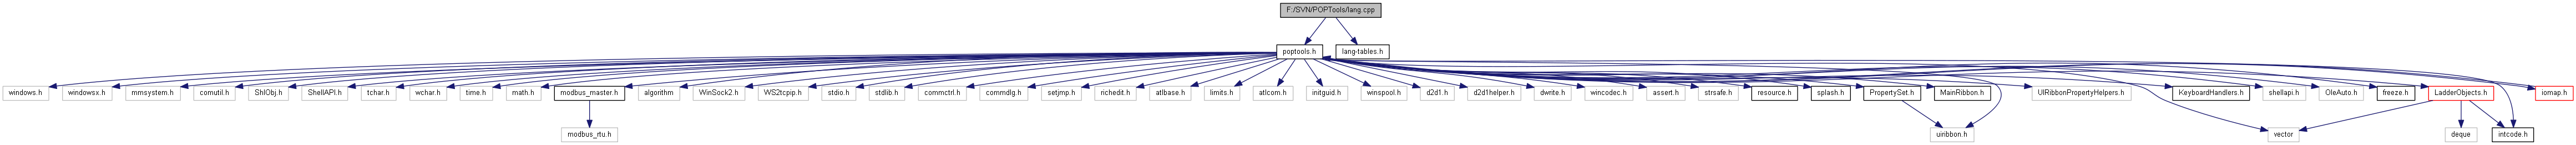 F:/SVN/POPTools/lang.cpp
poptools.h
lang-tables.h
windows.h
windowsx.h
mmsystem.h
comutil.h
ShlObj.h
ShellAPI.h
tchar.h
wchar.h
time.h
math.h
modbus_master.h
algorithm
WinSock2.h
WS2tcpip.h
stdio.h
stdlib.h
commctrl.h
commdlg.h
setjmp.h
richedit.h
atlbase.h
limits.h
atlcom.h
initguid.h
winspool.h
d2d1.h
d2d1helper.h
dwrite.h
wincodec.h
assert.h
strsafe.h
resource.h
splash.h
PropertySet.h
MainRibbon.h
UIRibbonPropertyHelpers.h
KeyboardHandlers.h
shellapi.h
OleAuto.h
freeze.h
LadderObjects.h
iomap.h
modbus_rtu.h
uiribbon.h
vector
deque
intcode.h